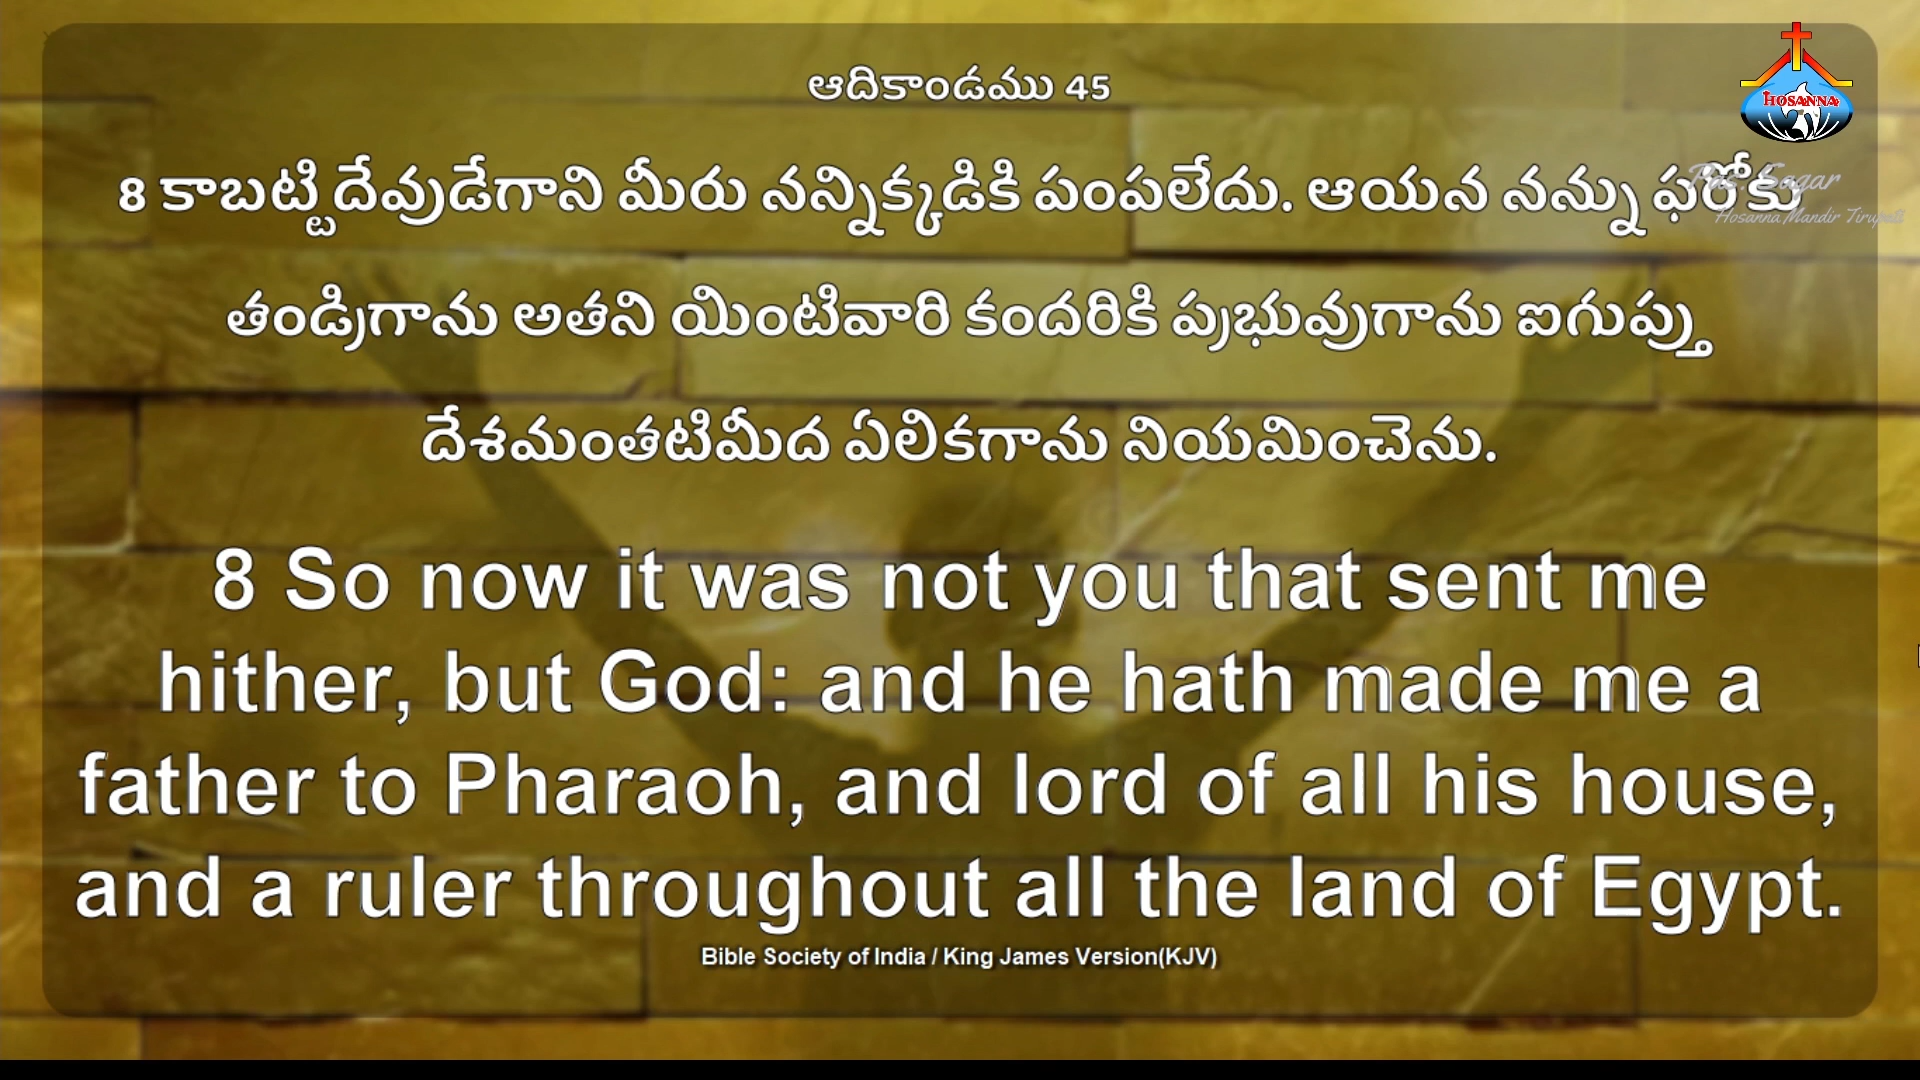 ఆదికాండము 45
HOSANNA
8 కాబట్టి దేవుడేగాని మీరు నన్నిక్కడికి పంపలేదు. ఆయన నన్ను ఫరోకు
Pas. Sagar
Hosanna Mandir Tirupati
తండ్రిగాను అతని యింటివారి కందరికి ప్రభువుగాను ఐగుప్తు
దేశమంతటిమీద ఏలికగాను నియమించెను.
8 So now it was not you that sent me
hither, but God: and he hath made me a
father to Pharaoh, and lord of all his house,
and a ruler throughout all the land of Egypt.
Bible Society of India / King James Version(KJV)